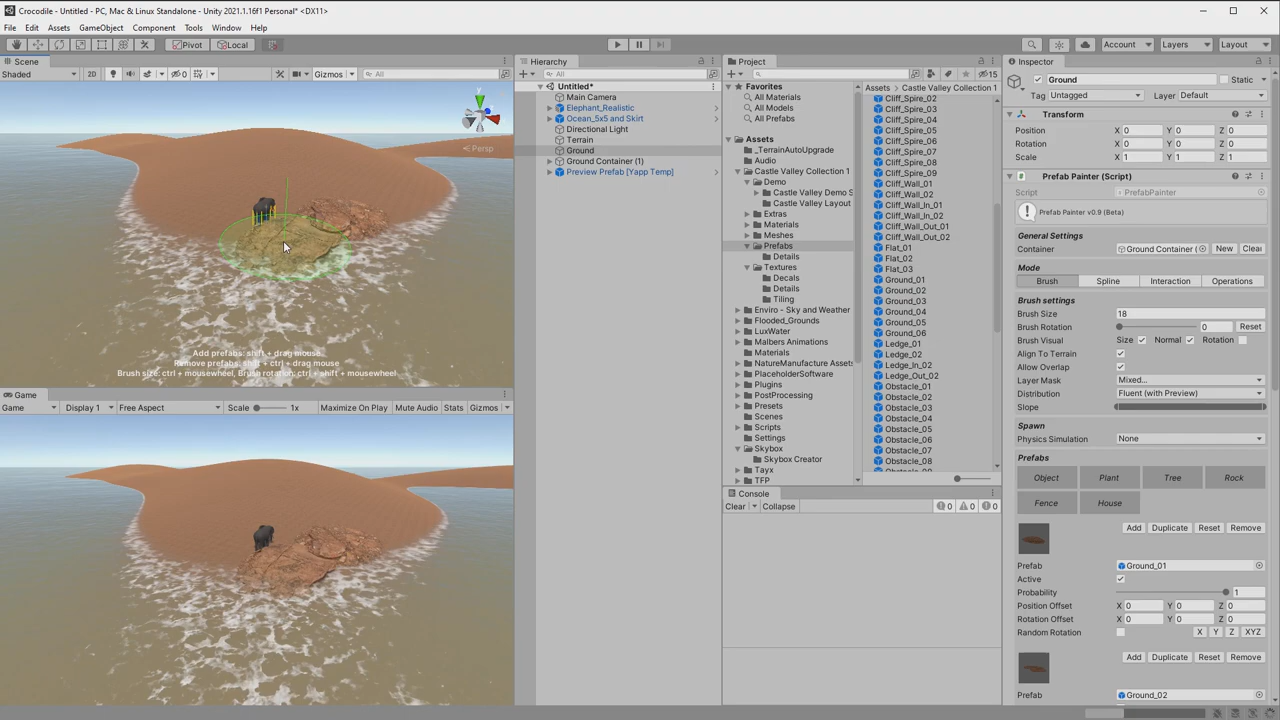 Crocodile - Untitled - PC, Mac & Linux Standalone - Unity 2021.1.16f1 Personal* <DX11>
File Edit Assets GameObject Component Tools Window Help
Pivot Local Account Layers Layout
Scene
Shaded 2D 0 Gizmos All
y
Persp
Add prefabs: shift + drag mouse
Remove prefabs: shift + ctrl + drag mouse
Brush size: ctrl + mousewheel, Brush rotation: ctrl + shift + mousewheel
Game
Game Display 1 Free Aspect Scale 1x Maximize On Play Mute Audio Stats Gizmos
Hierarchy
All
Untitled*
Main Camera
Elephant_Realistic
Ocean_5x5 and Skirt
Directional Light
Terrain
Ground
Ground Container (1)
Preview Prefab [Yapp Temp]
Project
15
Favorites
All Materials
All Models
All Prefabs
Assets
_TerrainAutoUpgrade
Audio
Castle Valley Collection 1
Demo
Castle Valley Demo S
Castle Valley Layout
Extras
Materials
Meshes
Prefabs
Details
Textures
Decals
Details
Tiling
Enviro - Sky and Weather
Flooded_Grounds
LuxWater
Malbers Animations
Materials
NatureManufacture Assets
PlaceholderSoftware
Plugins
PostProcessing
Presets
Scenes
Scripts
Settings
Skybox
Skybox Creator
Tayx
TFP
Assets > Castle Valley Collection 1
Cliff_Spire_02
Cliff_Spire_03
Cliff_Spire_04
Cliff_Spire_05
Cliff_Spire_06
Cliff_Spire_07
Cliff_Spire_08
Cliff_Spire_09
Cliff_Wall_01
Cliff_Wall_02
Cliff_Wall_In_01
Cliff_Wall_In_02
Cliff_Wall_Out_01
Cliff_Wall_Out_02
Flat_01
Flat_02
Flat_03
Ground_01
Ground_02
Ground_03
Ground_04
Ground_05
Ground_06
Ledge_01
Ledge_02
Ledge_In_02
Ledge_Out_02
Obstacle_01
Obstacle_02
Obstacle_03
Obstacle_04
Obstacle_05
Obstacle_06
Obstacle_07
Obstacle_08
Console
Clear Collapse 0 0 0
Inspector
Ground Static
Tag Untagged Layer Default
Transform
Position X 0 Y 0 Z 0
Rotation X 0 Y 0 Z 0
Scale X 1 Y 1 Z 1
Prefab Painter (Script)
Script PrefabPainter
Prefab Painter v0.9 (Beta)
General Settings
Container Ground Container ( New Clear
Mode
Brush Spline Interaction Operations
Brush settings
Brush Size 18
Brush Rotation 0 Reset
Brush Visual Size Normal Rotation
Align To Terrain
Allow Overlap
Layer Mask Mixed...
Distribution Fluent (with Preview)
Slope
Spawn
Physics Simulation None
Prefabs
Object Plant Tree Rock
Fence House
Add Duplicate Reset Remove
Prefab Ground_01
Active
Probability 1
Position Offset X 0 Y 0 Z 0
Rotation Offset X 0 Y 0 Z 0
Random Rotation X Y Z XYZ
Add Duplicate Reset Remove
Prefab Ground_02